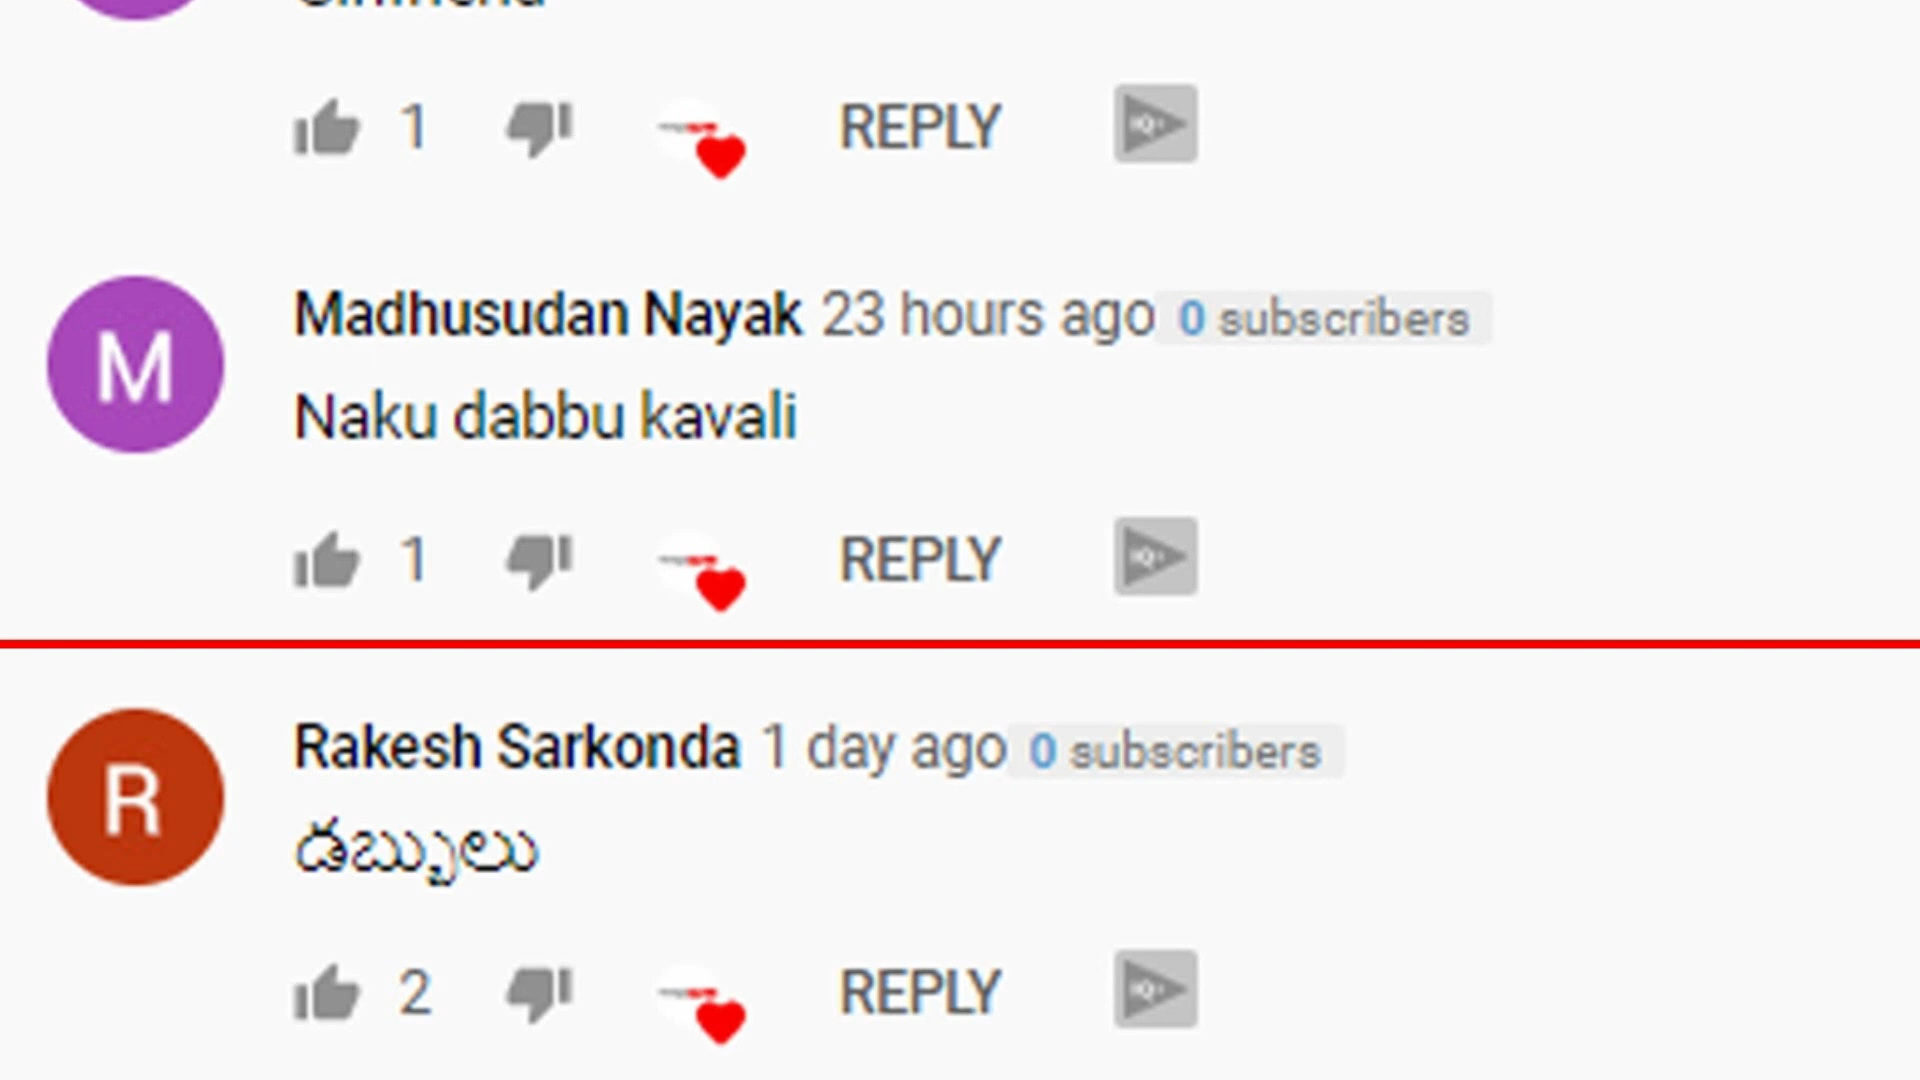 1 REPLY
M
Madhusudan Nayak 23 hours ago 0 subscribers
Naku dabbu kavali
1 REPLY
R
Rakesh Sarkonda 1 day ago 0 subscribers
డబ్బులు
2 REPLY